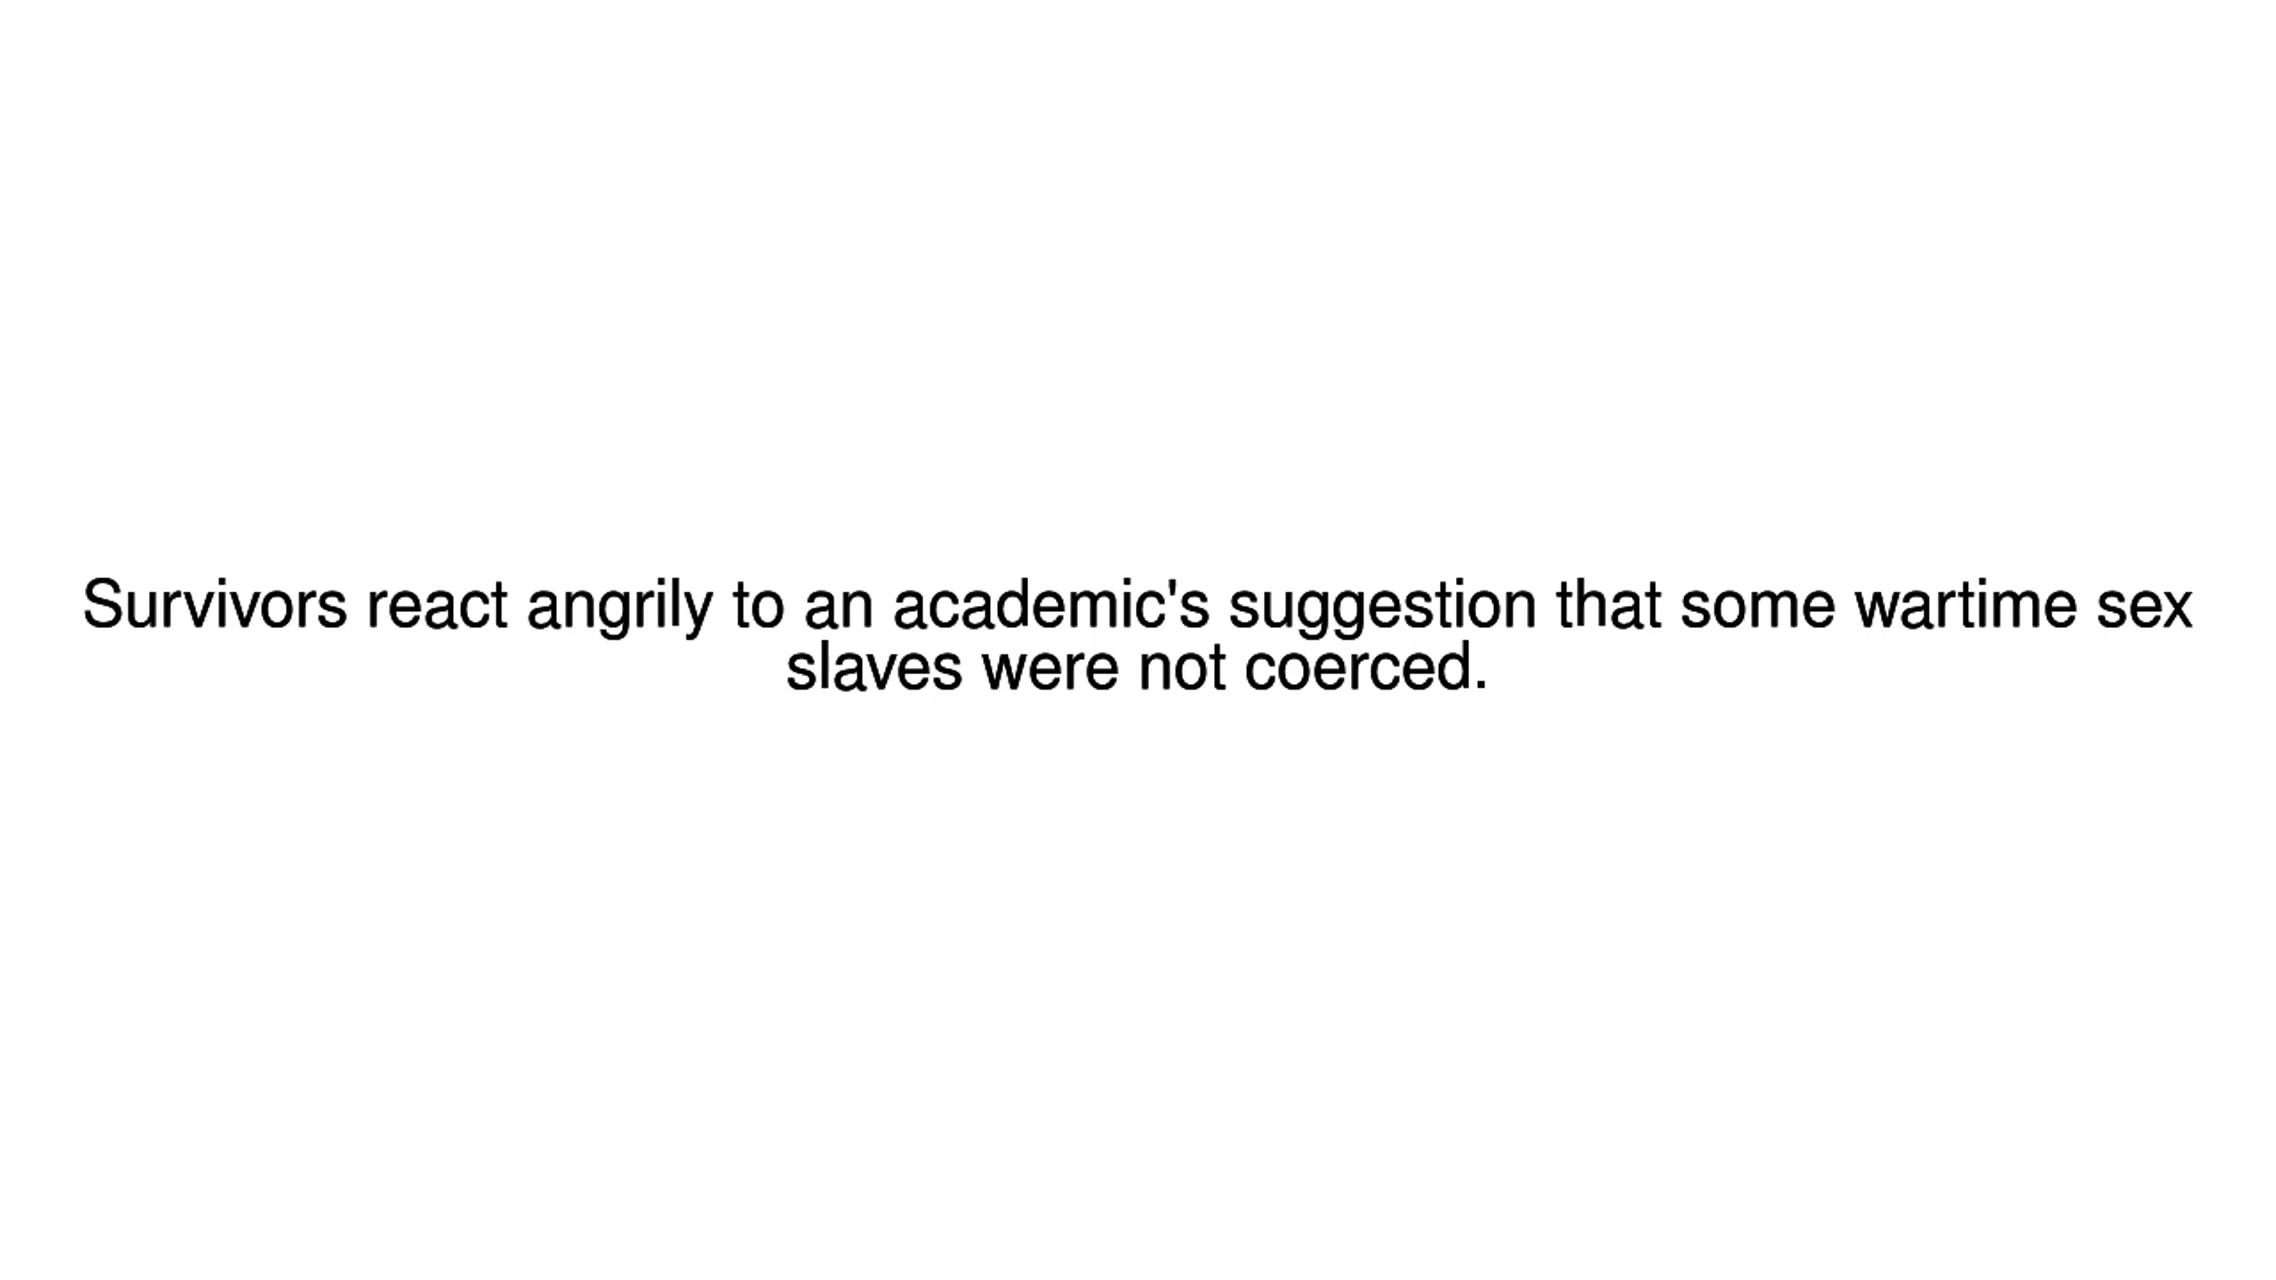 Survivors react angrily to an academic's suggestion that some wartime sex
slaves were not coerced.